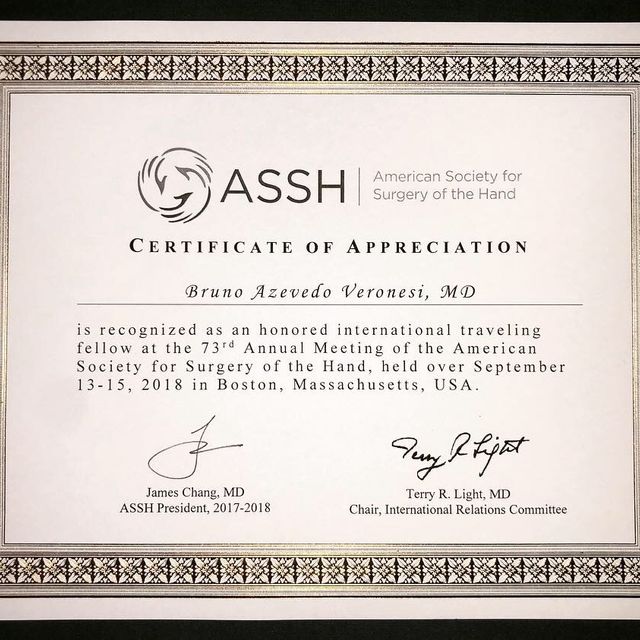 ASSH
American Society for
Surgery of the Hand
CERTIFICATE OF APPRECIATION
Bruno Azevedo Veronesi, MD
is recognized as an honored international traveling
fellow at the 73rd Annual Meeting of the American
Society for Surgery of the Hand, held over September
13-15, 2018 in Boston, Massachusetts, USA.
Terry R Light
James Chang, MD
ASSH President, 2017-2018
Terry R. Light, MD
Chair, International Relations Committee